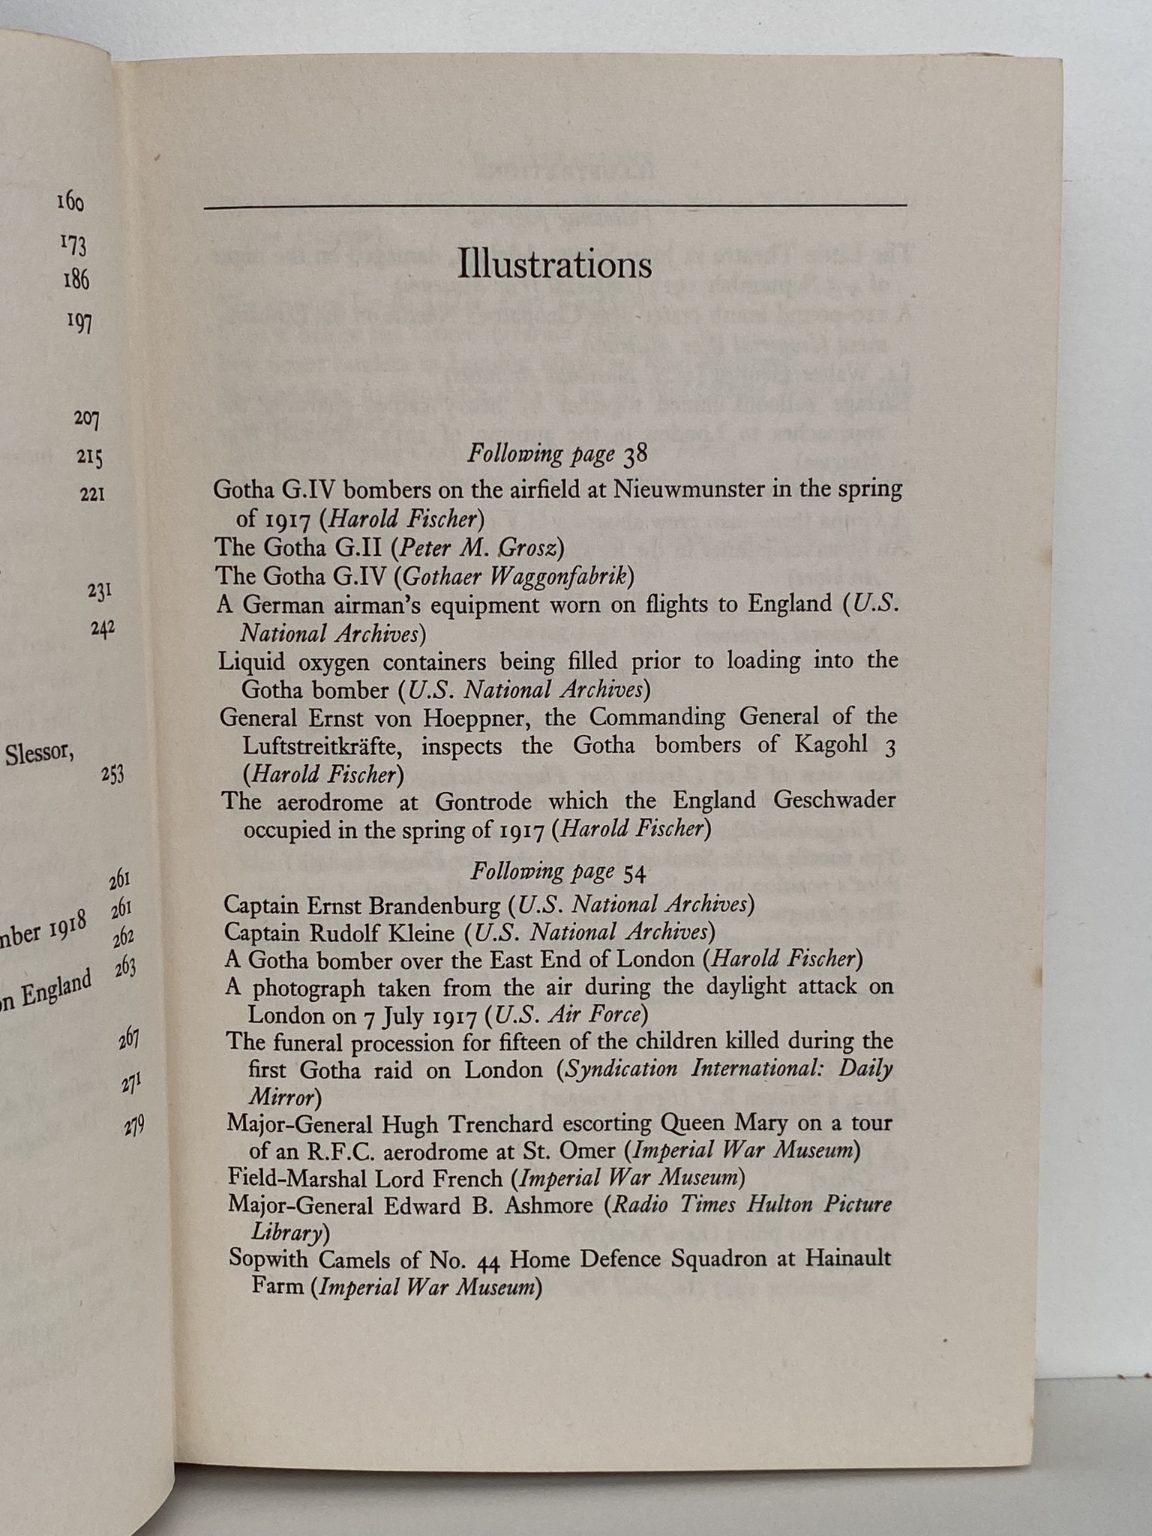 160
173
186
197
207
215
221
231
242
Slessor,
253
261
261
1918
262
on England
263
267
271
279
Illustrations
Following page 38
Gotha G.IV bombers on the airfield at Nieuwmunster in the spring
of 1917 (Harold Fischer)
The Gotha G.II (Peter M. Grosz)
The Gotha G.IV (Gothaer Waggonfabrik)
A German airman's equipment worn on flights to England (U.S.
National Archives)
Liquid oxygen containers being filled prior to loading into the
Gotha bomber (U.S. National Archives)
General Ernst von Hoeppner, the Commanding General of the
Luftstreitkräfte, inspects the Gotha bombers of Kagohl 3
(Harold Fischer)
The aerodrome at Gontrode which the England Geschwader
occupied in the spring of 1917 (Harold Fischer)
Following page 54
Captain Ernst Brandenburg (U.S. National Archives)
Captain Rudolf Kleine (U.S. National Archives)
A Gotha bomber over the East End of London (Harold Fischer)
A photograph taken from the air during the daylight attack on
London on 7 July 1917 (U.S. Air Force)
The funeral procession for fifteen of the children killed during the
first Gotha raid on London (Syndication International: Daily
Mirror)
Major-General Hugh Trenchard escorting Queen Mary on a tour
of an R.F.C. aerodrome at St. Omer (Imperial War Museum)
Field-Marshal Lord French (Imperial War Museum)
Major-General Edward B. Ashmore (Radio Times Hulton Picture
Library)
Sopwith Camels of No. 44 Home Defence Squadron at Hainault
Farm (Imperial War Museum)